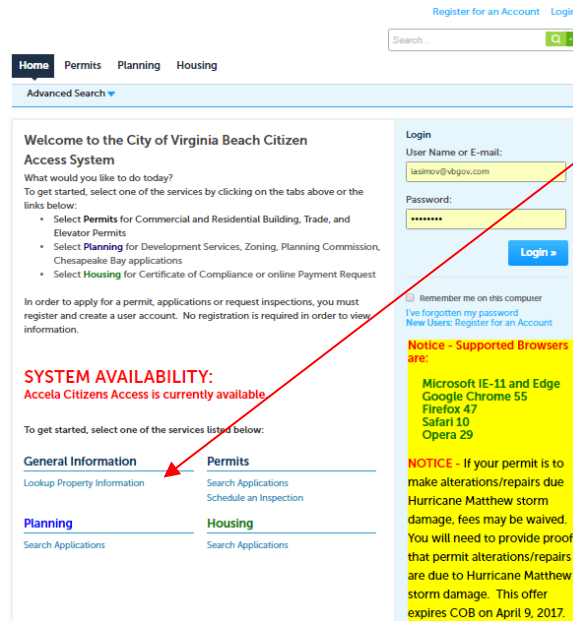 Register for an Account Login
Search...
Home Permits Planning Housing
Advanced Search
Welcome to the City of Virginia Beach Citizen
Access System
What would you like to do today?
To get started, select one of the services by clicking on the tabs above or the
links below:
Select Permits for Commercial and Residential Building, Trade, and
Elevator Permits
Select Planning for Development Services, Zoning, Planning Commission,
Chesapeake Bay applications
Select Housing for Certificate of Compliance or online Payment Request
In order to apply for a permit, applications or request inspections, you must
register and create a user account. No registration is required in order to view
information.
SYSTEM AVAILABILITY:
Accela Citizens Access is currently available
To get started, select one of the services listed below:
General Information Permits
Lookup Property Information Search Applications
Schedule an Inspection
Planning Housing
Search Applications Search Applications
Login
User Name or E-mail:
iasimov@vbgov.com
Password:
••••••••
Login »
Remember me on this computer
I've forgotten my password
New Users: Register for an Account
Notice - Supported Browsers
are:
Microsoft IE-11 and Edge
Google Chrome 55
Firefox 47
Safari 10
Opera 29
NOTICE - If your permit is to
make alterations/repairs due
Hurricane Matthew storm
damage, fees may be waived.
You will need to provide proof
that permit alterations/repairs
are due to Hurricane Matthew
storm damage. This offer
expires COB on April 9, 2017.